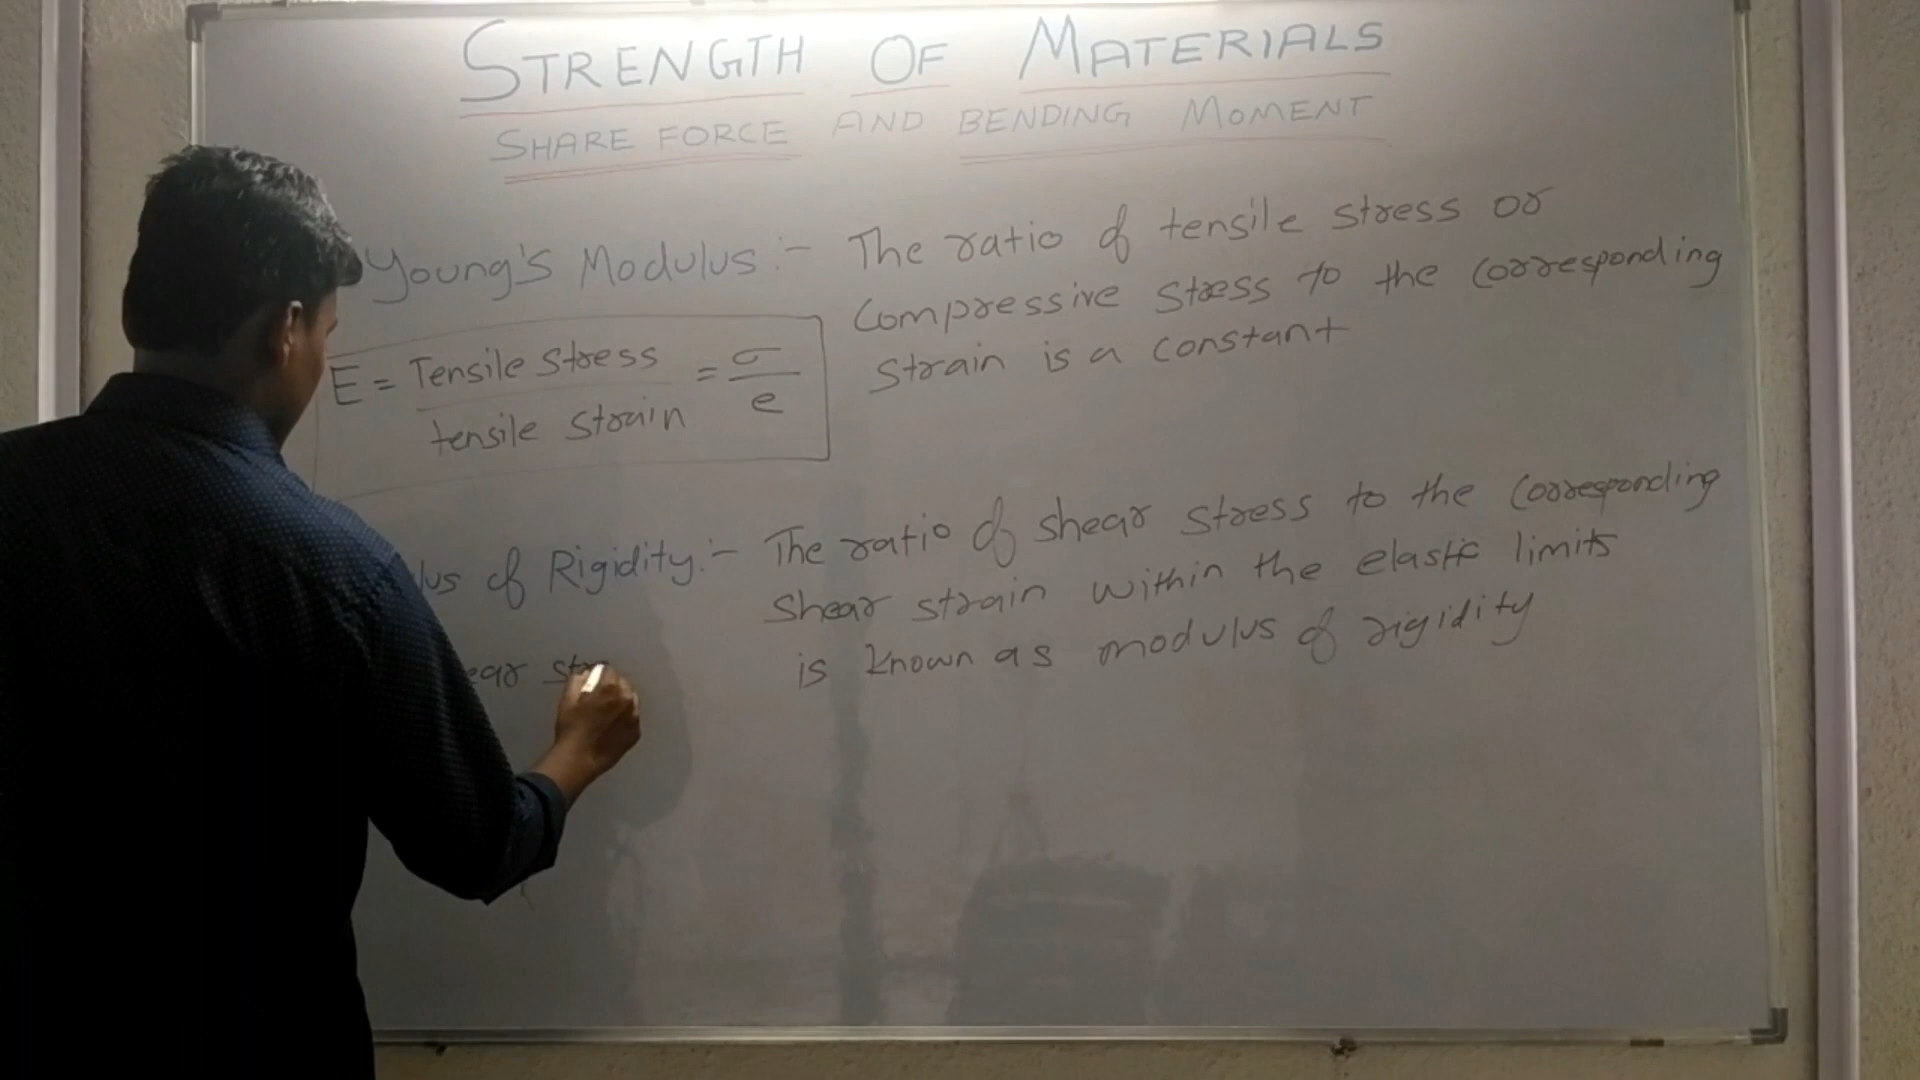 STRENGTH OF MATERIALS
SHARE FORCE AND BENDING MOMENT
Young's Modulus :- The ratio of tensile stress or
compressive stress to the corresponding
strain is a constant
E = Tensile stress / tensile strain = σ / e
lus of Rigidity :- The ratio of shear stress to the corresponding
shear strain within the elastic limits
is known as modulus of rigidity
ear str